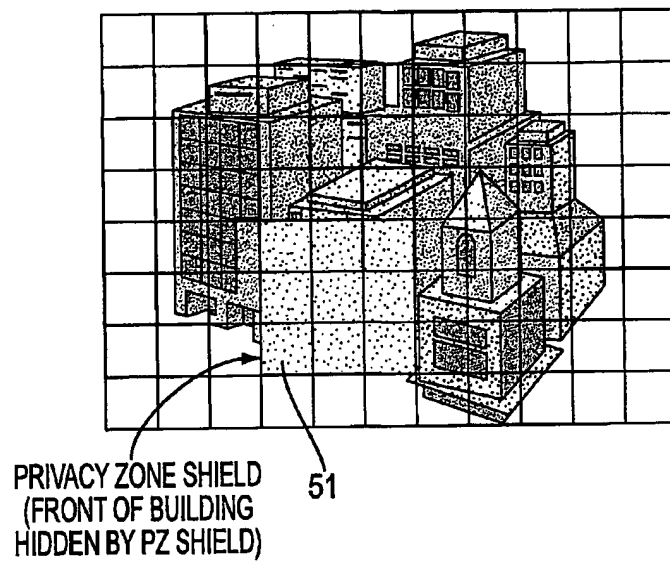 PRIVACY ZONE SHIELD
(FRONT OF BUILDING
HIDDEN BY PZ SHIELD)
51